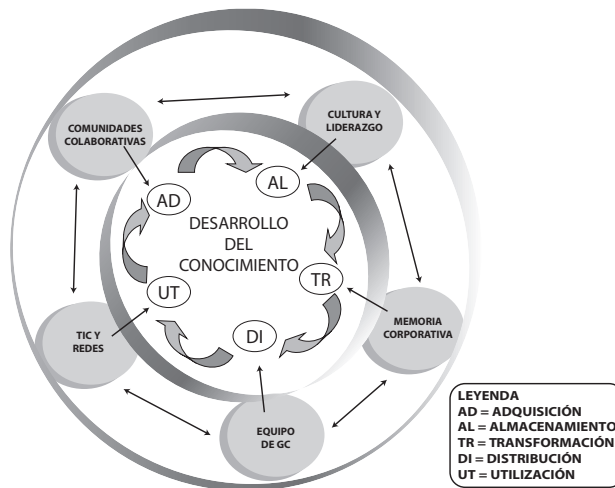 COMUNIDADES
COLABORATIVAS
CULTURA Y
LIDERAZGO
AD
AL
DESARROLLO
DEL
CONOCIMIENTO
UT
TR
DI
TIC Y
REDES
MEMORIA
CORPORATIVA
EQUIPO
DE GC
LEYENDA
AD = ADQUISICIÓN
AL = ALMACENAMIENTO
TR = TRANSFORMACIÓN
DI = DISTRIBUCIÓN
UT = UTILIZACIÓN